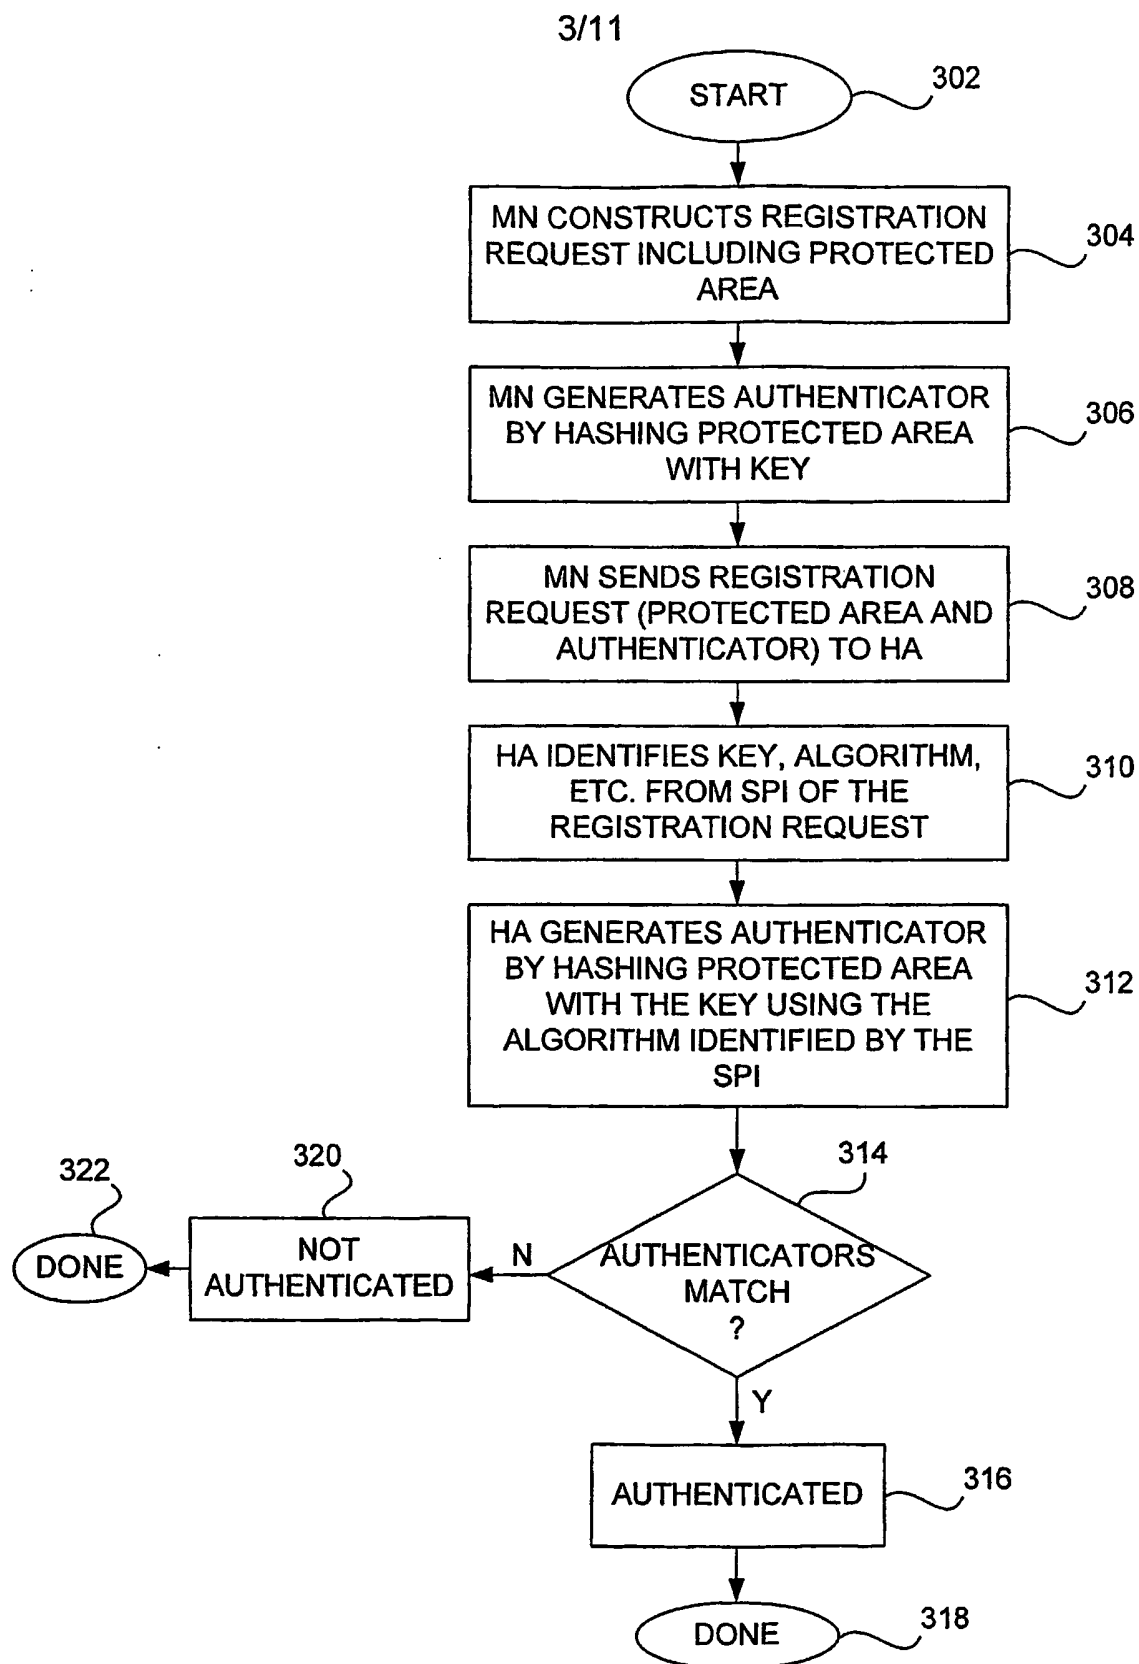 3/11
START
302
MN CONSTRUCTS REGISTRATION
REQUEST INCLUDING PROTECTED
AREA
304
MN GENERATES AUTHENTICATOR
BY HASHING PROTECTED AREA
WITH KEY
306
MN SENDS REGISTRATION
REQUEST (PROTECTED AREA AND
AUTHENTICATOR) TO HA
308
HA IDENTIFIES KEY, ALGORITHM,
ETC. FROM SPI OF THE
REGISTRATION REQUEST
310
HA GENERATES AUTHENTICATOR
BY HASHING PROTECTED AREA
WITH THE KEY USING THE
ALGORITHM IDENTIFIED BY THE
SPI
312
314
AUTHENTICATORS
MATCH
?
N
320
NOT
AUTHENTICATED
322
DONE
Y
AUTHENTICATED
316
DONE
318